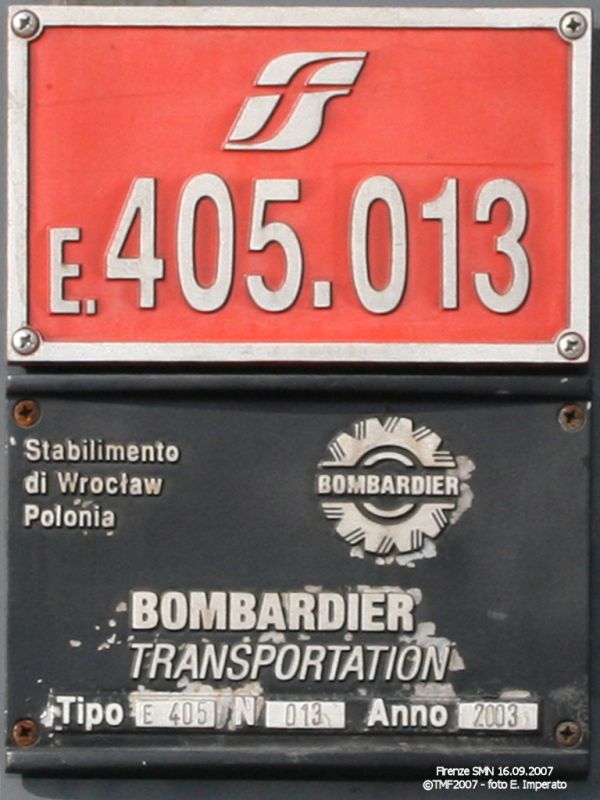 E.405.013
Stabilimento
di Wrocław
Polonia
BOMBARDIER
BOMBARDIER
TRANSPORTATION
Tipo E 405 N 013 Anno 2003
Firenze SMN 16.09.2007
©TMF2007 - foto E. Imperato